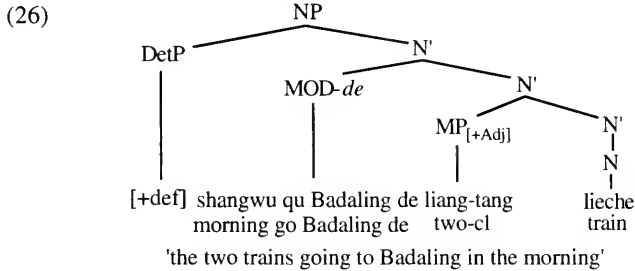 (26)
NP
DetP N'
MOD-de N'
MP[+Adj] N'
N
[+def] shangwu qu Badaling de liang-tang lieche
morning go Badaling de two-cl train
'the two trains going to Badaling in the morning'